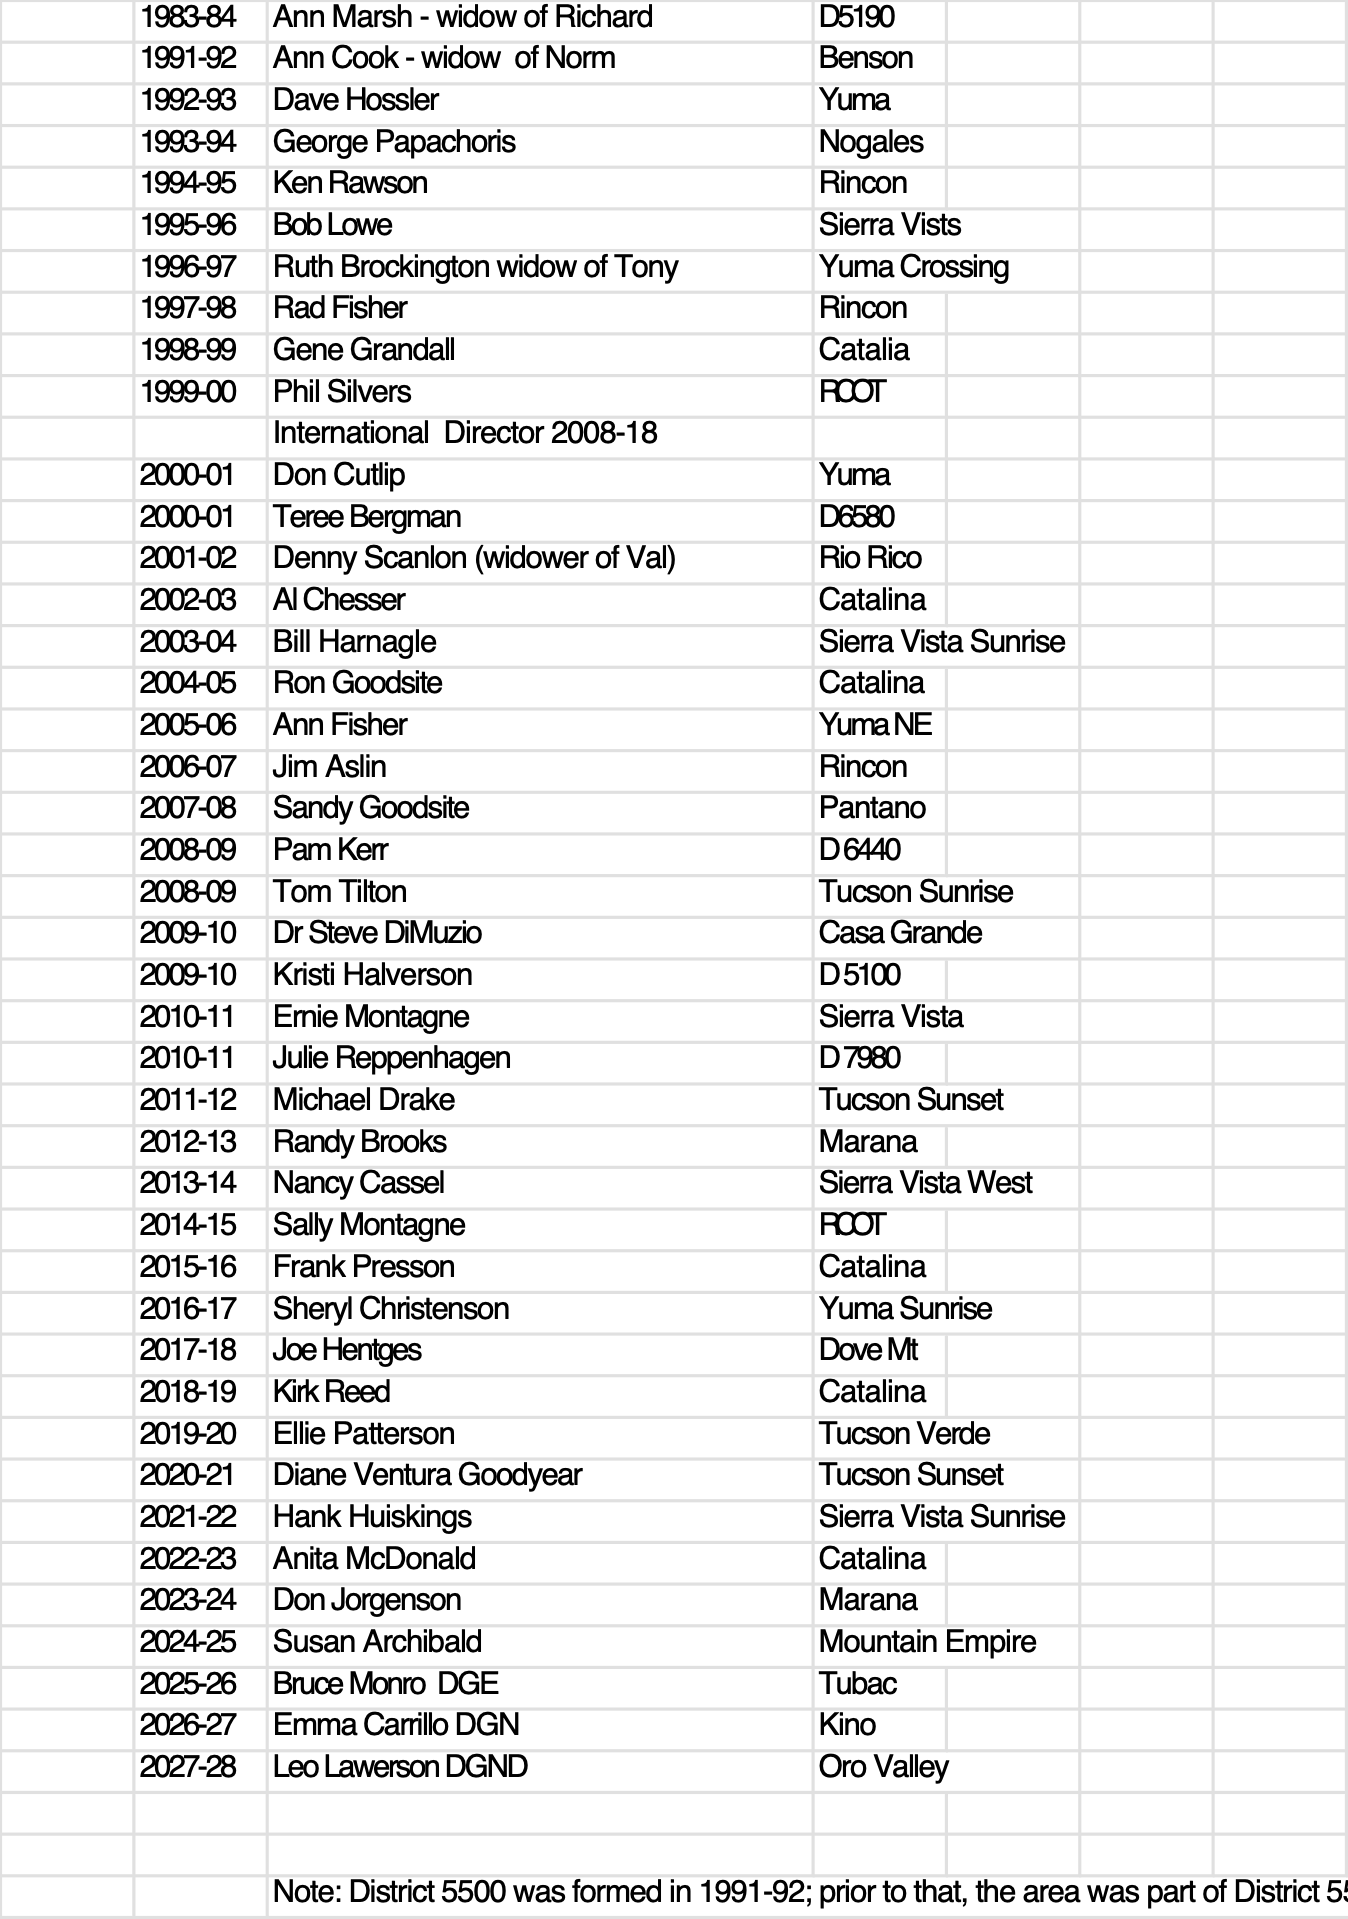 1983-84 Ann Marsh - widow of Richard D5190
1991-92 Ann Cook - widow of Norm Benson
1992-93 Dave Hossler Yuma
1993-94 George Papachoris Nogales
1994-95 Ken Rawson Rincon
1995-96 Bob Lowe Sierra Vists
1996-97 Ruth Brockington widow of Tony Yuma Crossing
1997-98 Rad Fisher Rincon
1998-99 Gene Grandall Catalia
1999-00 Phil Silvers ROOT
International Director 2008-18
2000-01 Don Cutlip Yuma
2000-01 Teree Bergman D6580
2001-02 Denny Scanlon (widower of Val) Rio Rico
2002-03 Al Chesser Catalina
2003-04 Bill Harnagle Sierra Vista Sunrise
2004-05 Ron Goodsite Catalina
2005-06 Ann Fisher Yuma NE
2006-07 Jim Aslin Rincon
2007-08 Sandy Goodsite Pantano
2008-09 Pam Kerr D 6440
2008-09 Tom Tilton Tucson Sunrise
2009-10 Dr Steve DiMuzio Casa Grande
2009-10 Kristi Halverson D 5100
2010-11 Ernie Montagne Sierra Vista
2010-11 Julie Reppenhagen D 7980
2011-12 Michael Drake Tucson Sunset
2012-13 Randy Brooks Marana
2013-14 Nancy Cassel Sierra Vista West
2014-15 Sally Montagne ROOT
2015-16 Frank Presson Catalina
2016-17 Sheryl Christenson Yuma Sunrise
2017-18 Joe Hentges Dove Mt
2018-19 Kirk Reed Catalina
2019-20 Ellie Patterson Tucson Verde
2020-21 Diane Ventura Goodyear Tucson Sunset
2021-22 Hank Huiskings Sierra Vista Sunrise
2022-23 Anita McDonald Catalina
2023-24 Don Jorgenson Marana
2024-25 Susan Archibald Mountain Empire
2025-26 Bruce Monro DGE Tubac
2026-27 Emma Carrillo DGN Kino
2027-28 Leo Lawerson DGND Oro Valley
Note: District 5500 was formed in 1991-92; prior to that, the area was part of District